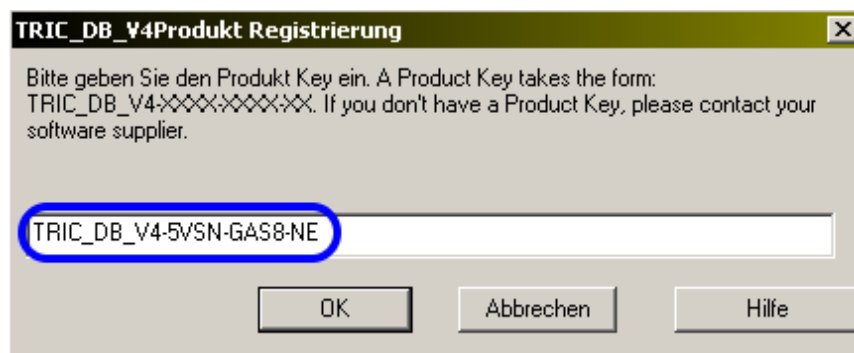 TRIC_DB_V4Produkt Registrierung
Bitte geben Sie den Produkt Key ein. A Product Key takes the form:
TRIC_DB_V4-XXXX-XXXX-XX. If you don't have a Product Key, please contact your
software supplier.
TRIC_DB_V4-5VSN-GAS8-NE
OK Abbrechen Hilfe